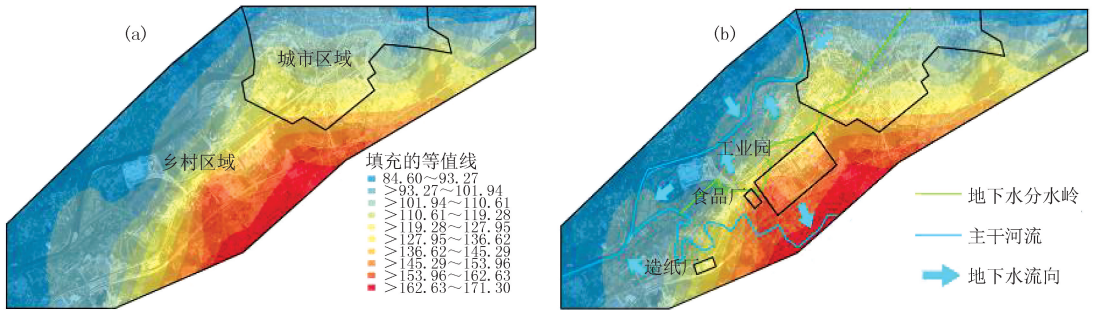 (a)
城市区域
乡村区域
填充的等值线
84.60～93.27
>93.27～101.94
>101.94～110.61
>110.61～119.28
>119.28～127.95
>127.95～136.62
>136.62～145.29
>145.29～153.96
>153.96～162.63
>162.63～171.30
(b)
工业园
食品厂
造纸厂
地下水分水岭
主干河流
地下水流向